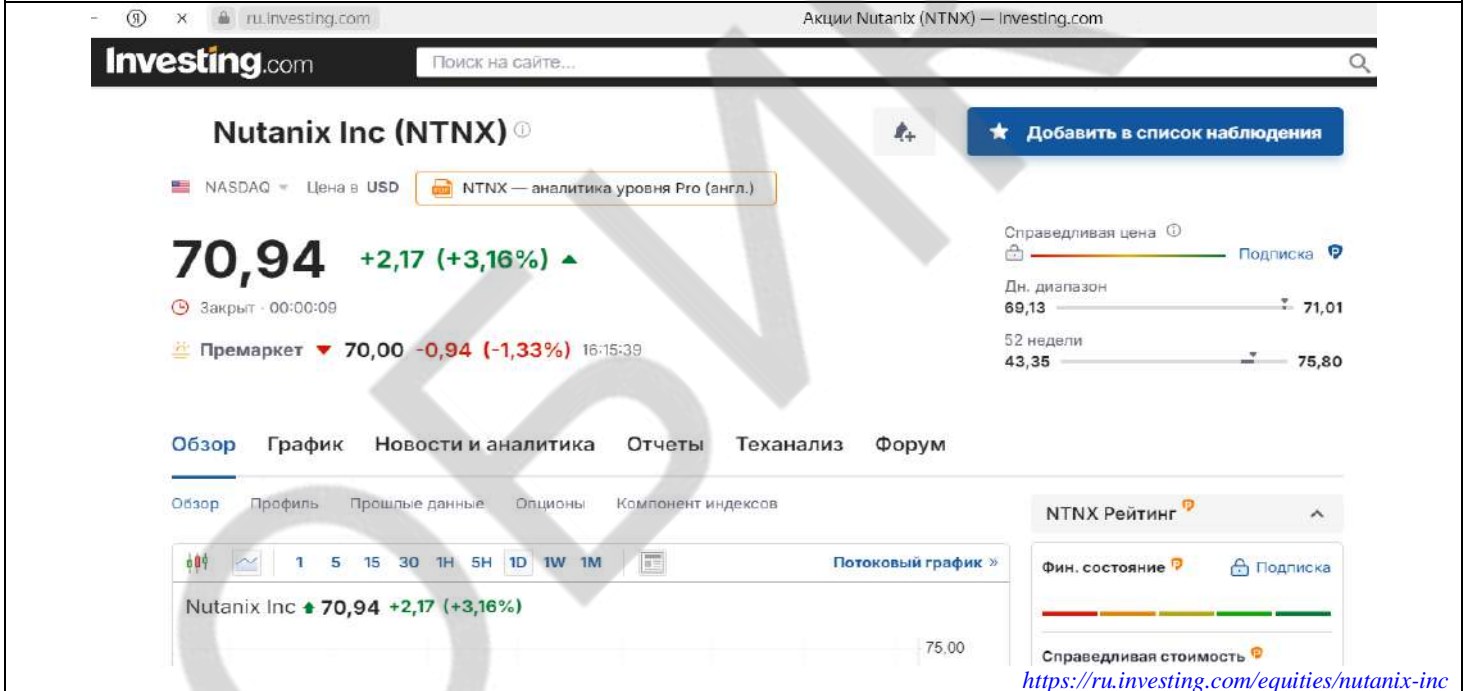 Я × ru.investing.com Акции Nutanix (NTNX) — Investing.com
Investing.com Поиск на сайте...
Nutanix Inc (NTNX) Добавить в список наблюдения
NASDAQ Цена в USD NTNX — аналитика уровня Pro (англ.)
Справедливая цена
70,94 +2,17 (+3,16%) Подписка
Дн. диапазон
Закрыт · 00:00:09 69,13 71,01
52 недели
Премаркет 70,00 -0,94 (-1,33%) 16:15:39 43,35 75,80
Обзор График Новости и аналитика Отчеты Теханализ Форум
Обзор Профиль Прошлые данные Опционы Компонент индексов
NTNX Рейтинг
1 5 15 30 1H 5H 1D 1W 1M Потоковый график »
Фин. состояние Подписка
Nutanix Inc 70,94 +2,17 (+3,16%)
75,00
Справедливая стоимость
https://ru.investing.com/equities/nutanix-inc